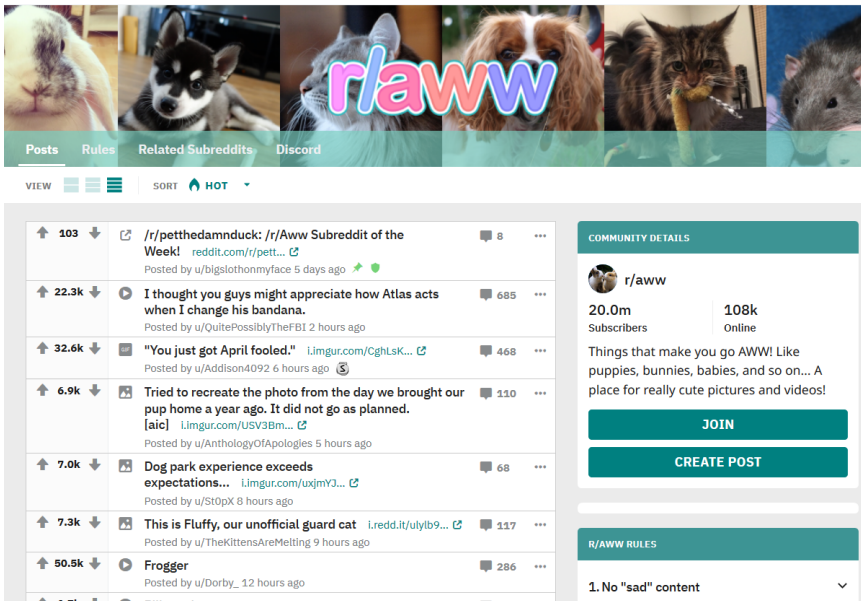 r/aww
Posts Rules Related Subreddits Discord
VIEW SORT HOT
103
/r/petthedamnduck: /r/Aww Subreddit of the
Week! reddit.com/r/pett...
Posted by u/bigslothonmyface 5 days ago
8
22.3k
I thought you guys might appreciate how Atlas acts
when I change his bandana.
Posted by u/QuitePossiblyTheFBI 2 hours ago
685
32.6k
"You just got April fooled." i.imgur.com/CghLsK...
Posted by u/Addison4092 6 hours ago
468
6.9k
Tried to recreate the photo from the day we brought our
pup home a year ago. It did not go as planned.
[aic] i.imgur.com/USV3Bm...
Posted by u/AnthologyOfApologies 5 hours ago
110
7.0k
Dog park experience exceeds
expectations... i.imgur.com/uxjmYJ...
Posted by u/St0pX 8 hours ago
68
7.3k
This is Fluffy, our unofficial guard cat i.redd.it/ulylb9...
Posted by u/TheKittensAreMelting 9 hours ago
117
50.5k
Frogger
Posted by u/Dorby_ 12 hours ago
286
COMMUNITY DETAILS
r/aww
20.0m 108k
Subscribers Online
Things that make you go AWW! Like
puppies, bunnies, babies, and so on... A
place for really cute pictures and videos!
JOIN
CREATE POST
R/AWW RULES
1. No "sad" content